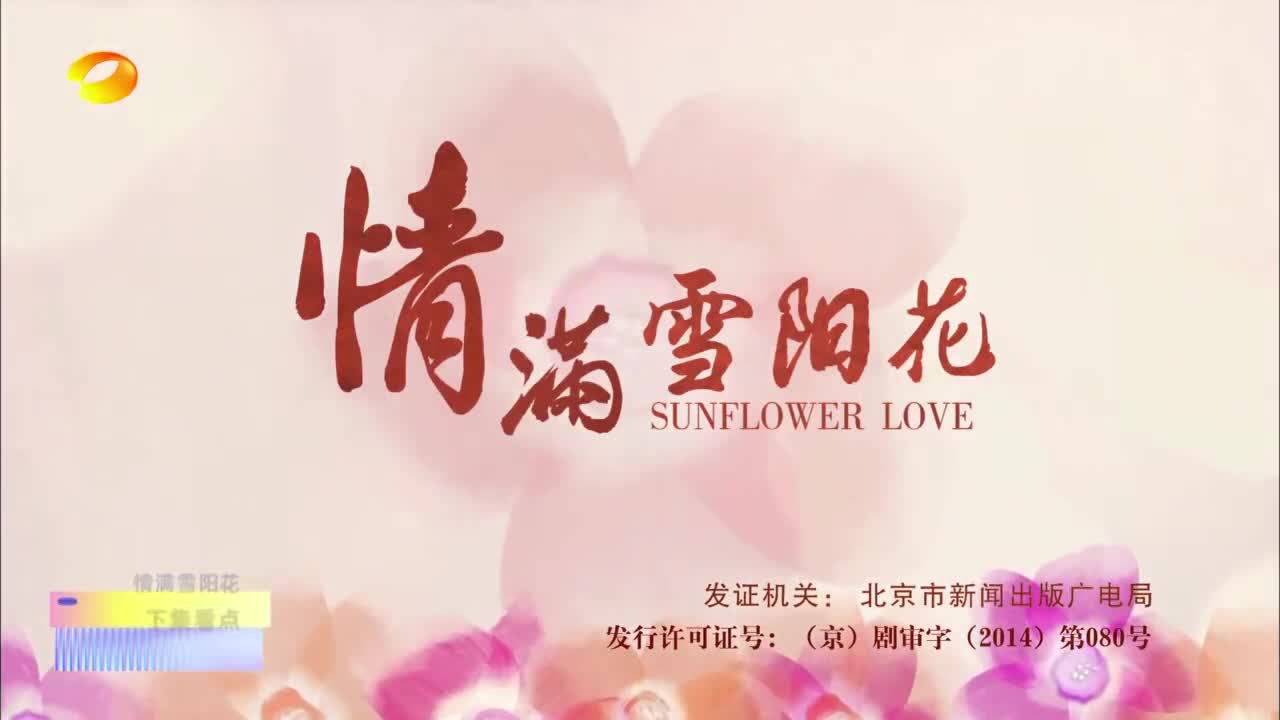 情满雪阳花
SUNFLOWER LOVE
情满雪阳花
下集重点
发证机关： 北京市新闻出版广电局
发行许可证号：（京）剧审字（2014）第080号